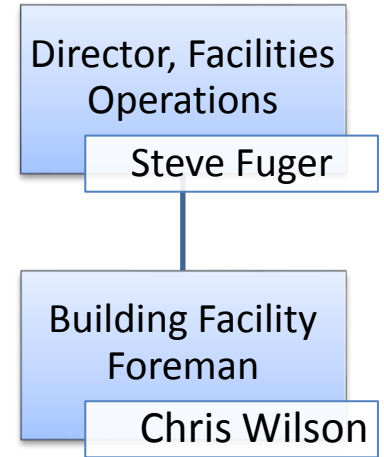 Director, Facilities
Operations
Steve Fuger
Building Facility
Foreman
Chris Wilson